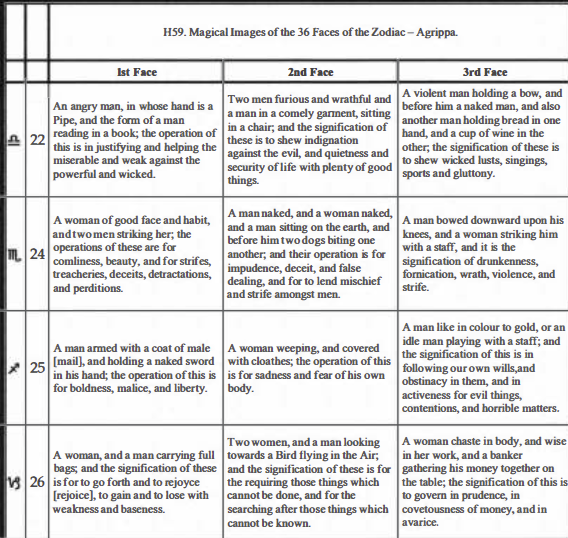 H59. Magical Images of the 36 Faces of the Zodiac – Agrippa.
1st Face
2nd Face
3rd Face
♎ 22
An angry man, in whose hand is a
Pipe, and the form of a man
reading in a book; the operation of
this is in justifying and helping the
miserable and weak against the
powerful and wicked.
Two men furious and wrathful and
a man in a comely garment, sitting
in a chair; and the signification of
these is to shew indignation
against the evil, and quietness and
security of life with plenty of good
things.
A violent man holding a bow, and
before him a naked man, and also
another man holding bread in one
hand, and a cup of wine in the
other; the signification of these is
to shew wicked lusts, singings,
sports and gluttony.
♏ 24
A woman of good face and habit,
and two men striking her; the
operations of these are for
comliness, beauty, and for strifes,
treacheries, deceits, detractations,
and perditions.
A man naked, and a woman naked,
and a man sitting on the earth, and
before him two dogs biting one
another; and their operation is for
impudence, deceit, and false
dealing, and for to lend mischief
and strife amongst men.
A man bowed downward upon his
knees, and a woman striking him
with a staff, and it is the
signification of drunkenness,
fornication, wrath, violence, and
strife.
♐ 25
A man armed with a coat of male
[mail], and holding a naked sword
in his hand; the operation of this is
for boldness, malice, and liberty.
A woman weeping, and covered
with cloathes; the operation of this
is for sadness and fear of his own
body.
A man like in colour to gold, or an
idle man playing with a staff; and
the signification of this is in
following our own wills,and
obstinacy in them, and in
activeness for evil things,
contentions, and horrible matters.
♑ 26
A woman, and a man carrying full
bags; and the signification of these
is for to go forth and to rejoyce
[rejoice], to gain and to lose with
weakness and baseness.
Two women, and a man looking
towards a Bird flying in the Air;
and the signification of these is for
the requiring those things which
cannot be done, and for the
searching after those things which
cannot be known.
A woman chaste in body, and wise
in her work, and a banker
gathering his money together on
the table; the signification of this is
to govern in prudence, in
covetousness of money, and in
avarice.